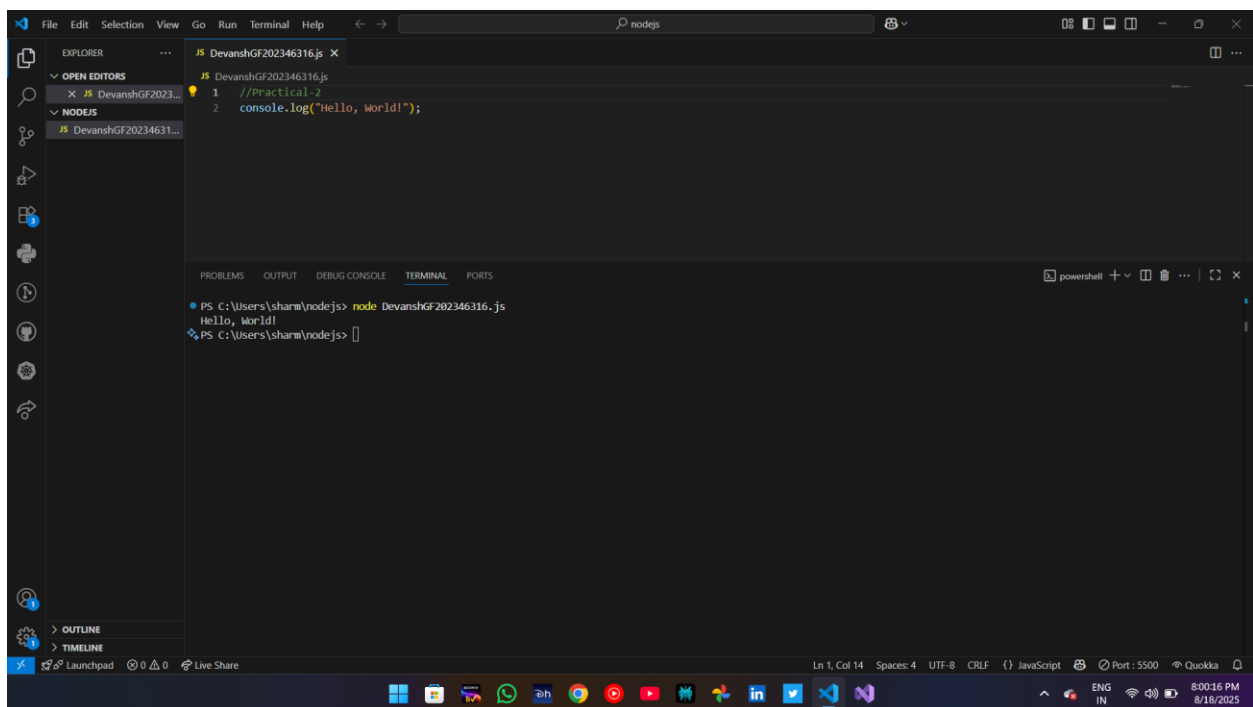 File Edit Selection View Go Run Terminal Help
nodejs
EXPLORER
OPEN EDITORS
JS DevanshGF2023...
NODEJS
JS DevanshGF20234631...
JS DevanshGF202346316.js
JS DevanshGF202346316.js
1 //Practical-2
2 console.log("Hello, World!");
PROBLEMS OUTPUT DEBUG CONSOLE TERMINAL PORTS
powershell
PS C:\Users\sharm\nodejs> node DevanshGF202346316.js
Hello, World!
PS C:\Users\sharm\nodejs>
OUTLINE
TIMELINE
Launchpad 0 0 Live Share
Ln 1, Col 14 Spaces: 4 UTF-8 CRLF {} JavaScript Port : 5500 Quokka
ENG
IN
8:00:16 PM
8/18/2025